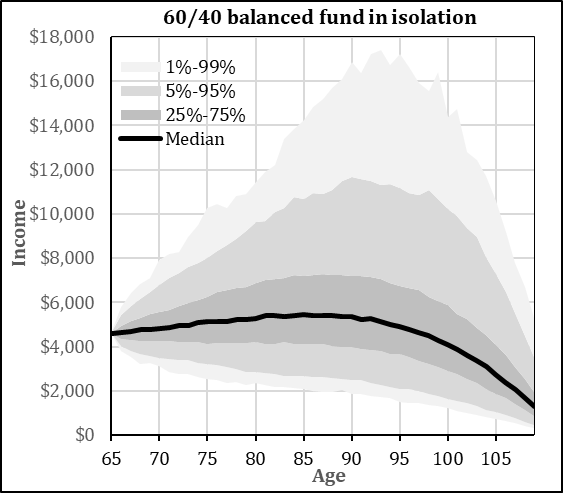 60/40 balanced fund in isolation
$18,000
$16,000
$14,000
$12,000
$10,000
$8,000
$6,000
$4,000
$2,000
$0
Income
1%-99%
5%-95%
25%-75%
Median
65 70 75 80 85 90 95 100 105
Age